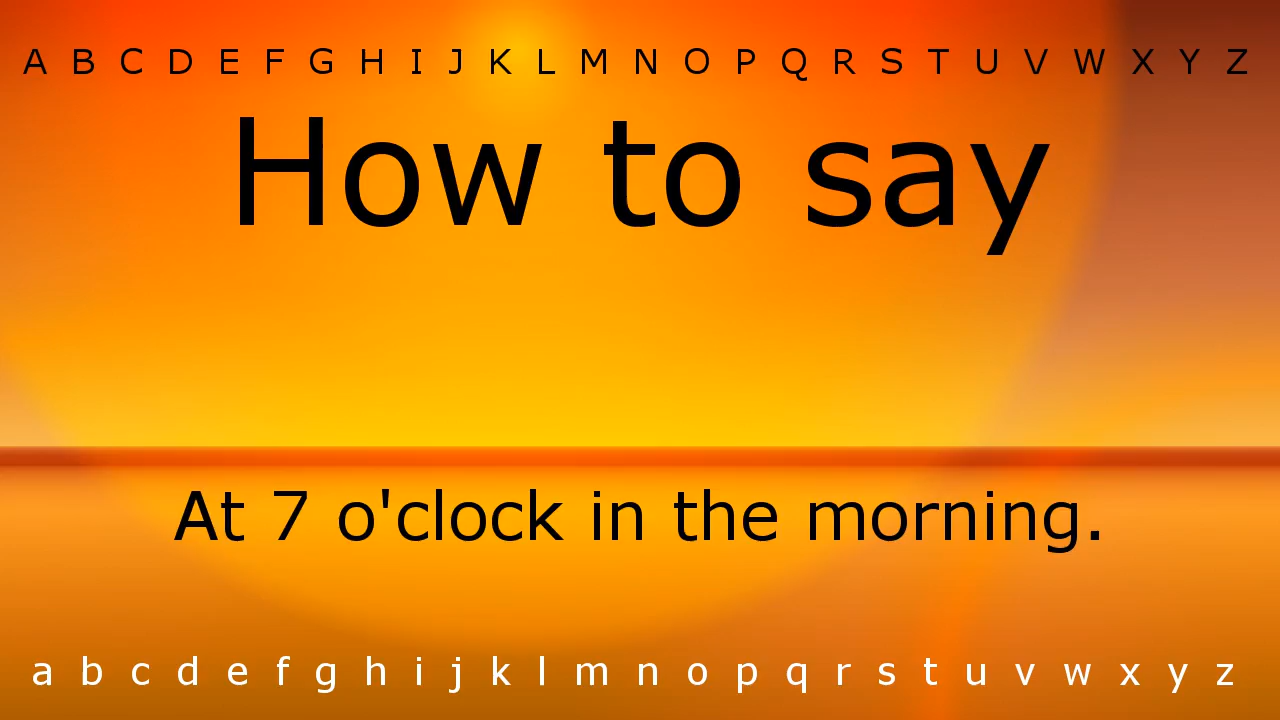 A B C D E F G H I J K L M N O P Q R S T U V W X Y Z
How to say
At 7 o'clock in the morning.
a b c d e f g h i j k l m n o p q r s t u v w x y z